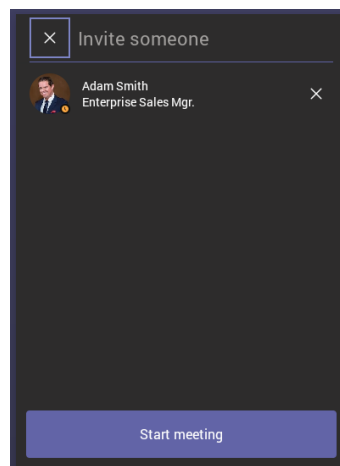 Invite someone
Adam Smith
Enterprise Sales Mgr.
Start meeting